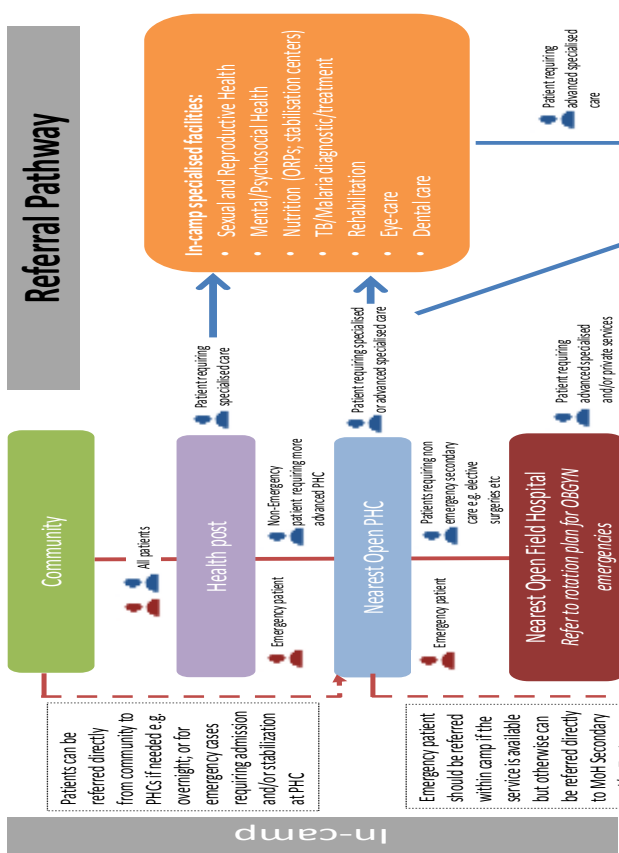 Referral Pathway
In-camp
Community
Patients can be
referred directly
from community to
PHCs if needed e.g.
overnight; or for
emergency cases
requiring admission
and/or stabilization
at PHC
All patients
Health post
Patient requiring
specialised care
In-camp specialised facilities:
• Sexual and Reproductive Health
• Mental/Psychosocial Health
• Nutrition (ORPs; stabilisation centers)
• TB/Malaria diagnostic/treatment
• Rehabilitation
• Eye-care
• Dental care
Emergency patient
Non-Emergency
patient requiring more
advanced PHC
Nearest Open PHC
Patient requiring specialised
or advanced specialised care
Emergency patient
should be referred
within camp if the
service is available
but otherwise can
be referred directly
to MoH Secondary
Emergency patient
Patients requiring non
emergency secondary
care e.g. elective
surgeries etc
Patient requiring
advanced specialised
care
Nearest Open Field Hospital
Refer to rotation plan for OBGYN
emergencies
Patient requiring
advanced specialised
and/or private services